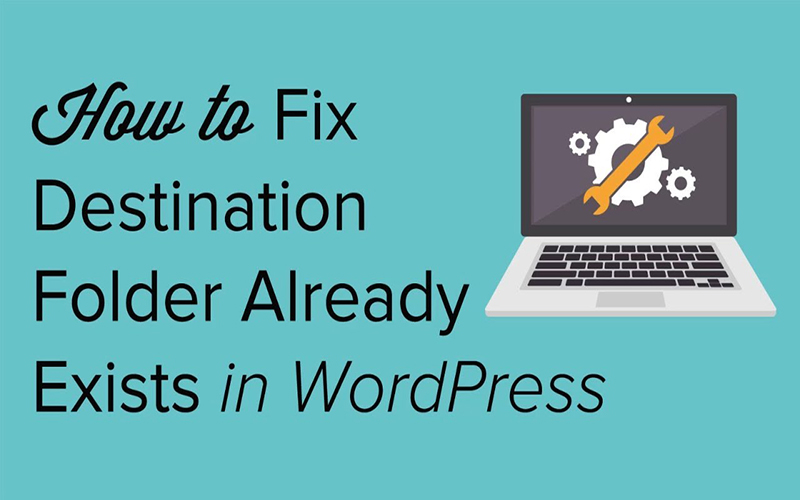 How to Fix
Destination
Folder Already
Exists in WordPress